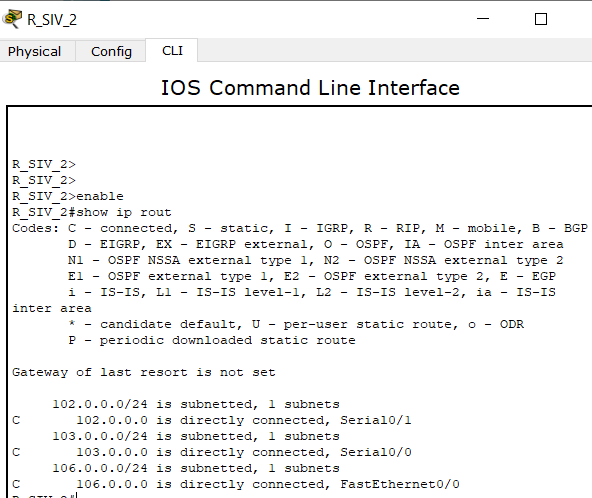 R_SIV_2
Physical Config CLI
IOS Command Line Interface
R_SIV_2>
R_SIV_2>
R_SIV_2>enable
R_SIV_2#show ip rout
Codes: C - connected, S - static, I - IGRP, R - RIP, M - mobile, B - BGP
       D - EIGRP, EX - EIGRP external, O - OSPF, IA - OSPF inter area
       N1 - OSPF NSSA external type 1, N2 - OSPF NSSA external type 2
       E1 - OSPF external type 1, E2 - OSPF external type 2, E - EGP
       i - IS-IS, L1 - IS-IS level-1, L2 - IS-IS level-2, ia - IS-IS
inter area
       * - candidate default, U - per-user static route, o - ODR
       P - periodic downloaded static route
Gateway of last resort is not set
     102.0.0.0/24 is subnetted, 1 subnets
C       102.0.0.0 is directly connected, Serial0/1
     103.0.0.0/24 is subnetted, 1 subnets
C       103.0.0.0 is directly connected, Serial0/0
     106.0.0.0/24 is subnetted, 1 subnets
C       106.0.0.0 is directly connected, FastEthernet0/0
R_SIV_2#